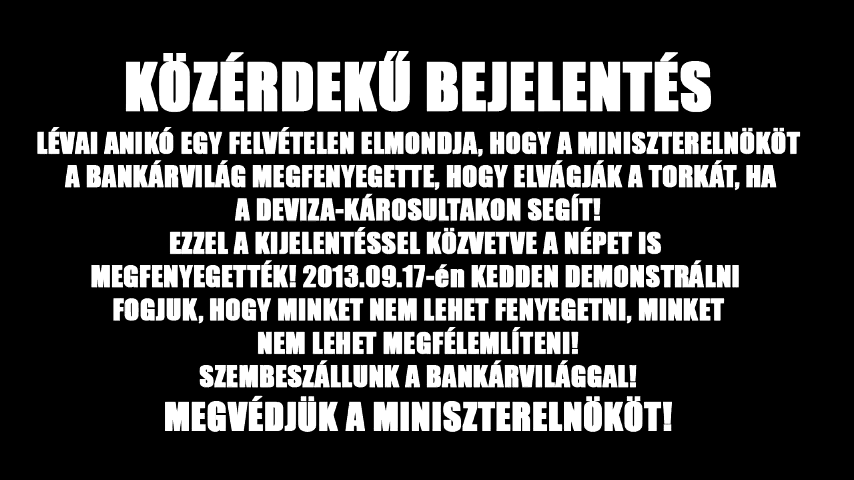 KÖZÉRDEKŰ BEJELENTÉS
LÉVAI ANIKÓ EGY FELVÉTELEN ELMONDJA, HOGY A MINISZTERELNÖKÖT
A BANKÁRVILÁG MEGFENYEGETTE, HOGY ELVÁGJÁK A TORKÁT, HA
A DEVIZA-KÁROSULTAKON SEGÍT!
EZZEL A KIJELENTÉSSEL KÖZVETVE A NÉPET IS
MEGFENYEGETTÉK! 2013.09.17-én KEDDEN DEMONSTRÁLNI
FOGJUK, HOGY MINKET NEM LEHET FENYEGETNI, MINKET
NEM LEHET MEGFÉLEMLÍTENI!
SZEMBESZÁLLUNK A BANKÁRVILÁGGAL!
MEGVÉDJÜK A MINISZTERELNÖKÖT!